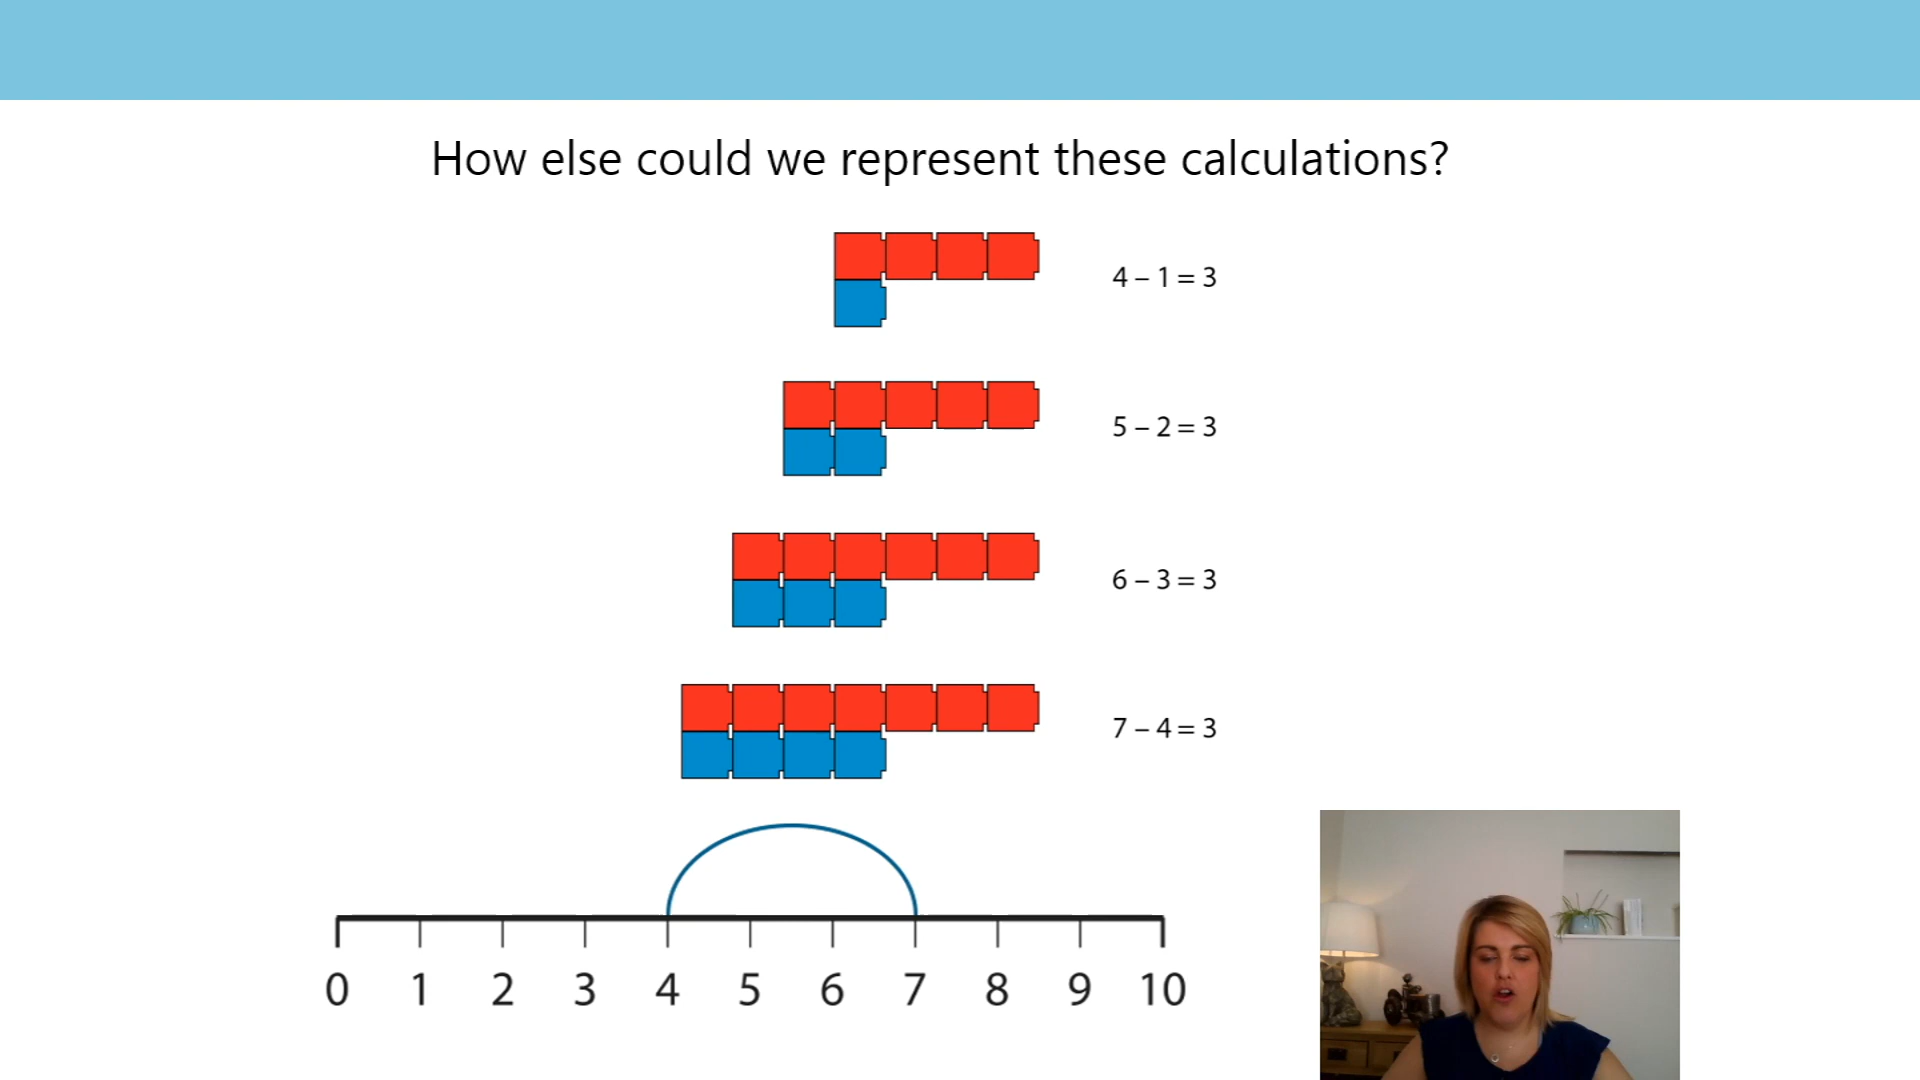 How else could we represent these calculations?
4 – 1 = 3
5 – 2 = 3
6 – 3 = 3
7 – 4 = 3
0 1 2 3 4 5 6 7 8 9 10